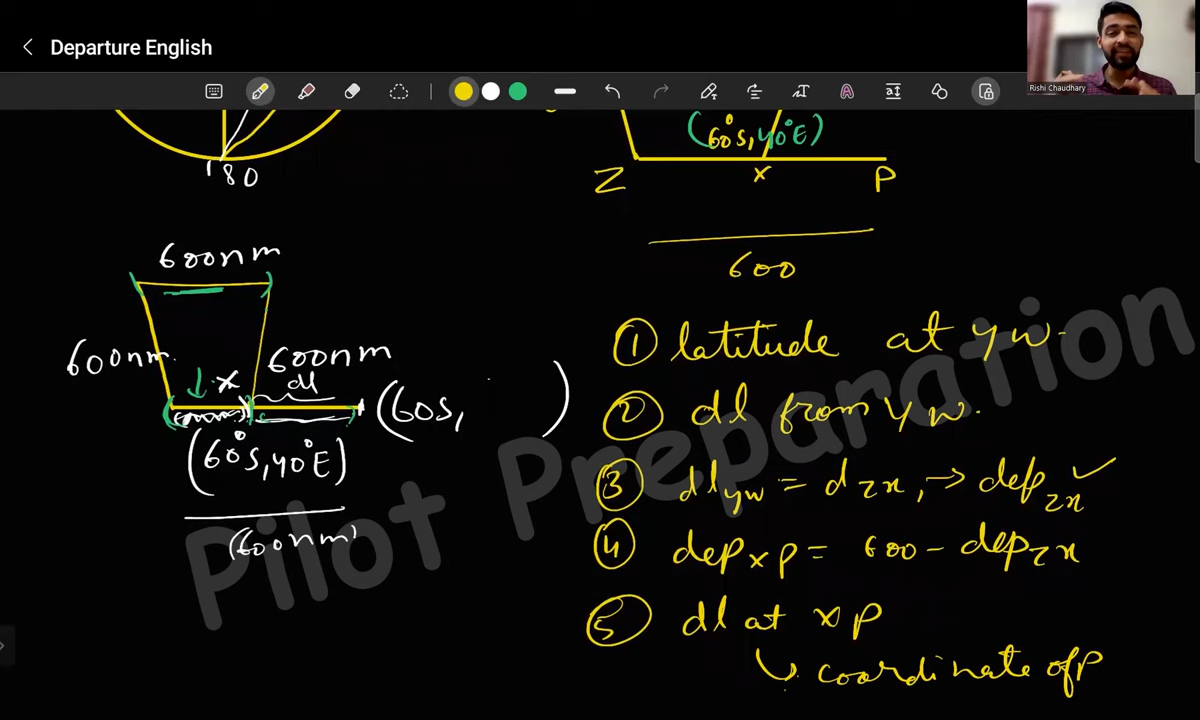 Departure English
Rishi Chaudhary
180
(60°S, 40°E)
Z x P
600
600nm
600nm
600nm
x
dl
(60S, )
(60°S, 40°E)
(600nm)
① latitude at yw.
② dl from yw.
③ dlyw = dzx, → depzx ✓
④ depxp = 600 - depzx
⑤ dl at xp
↳ coordinate of P
Pilot Preparation